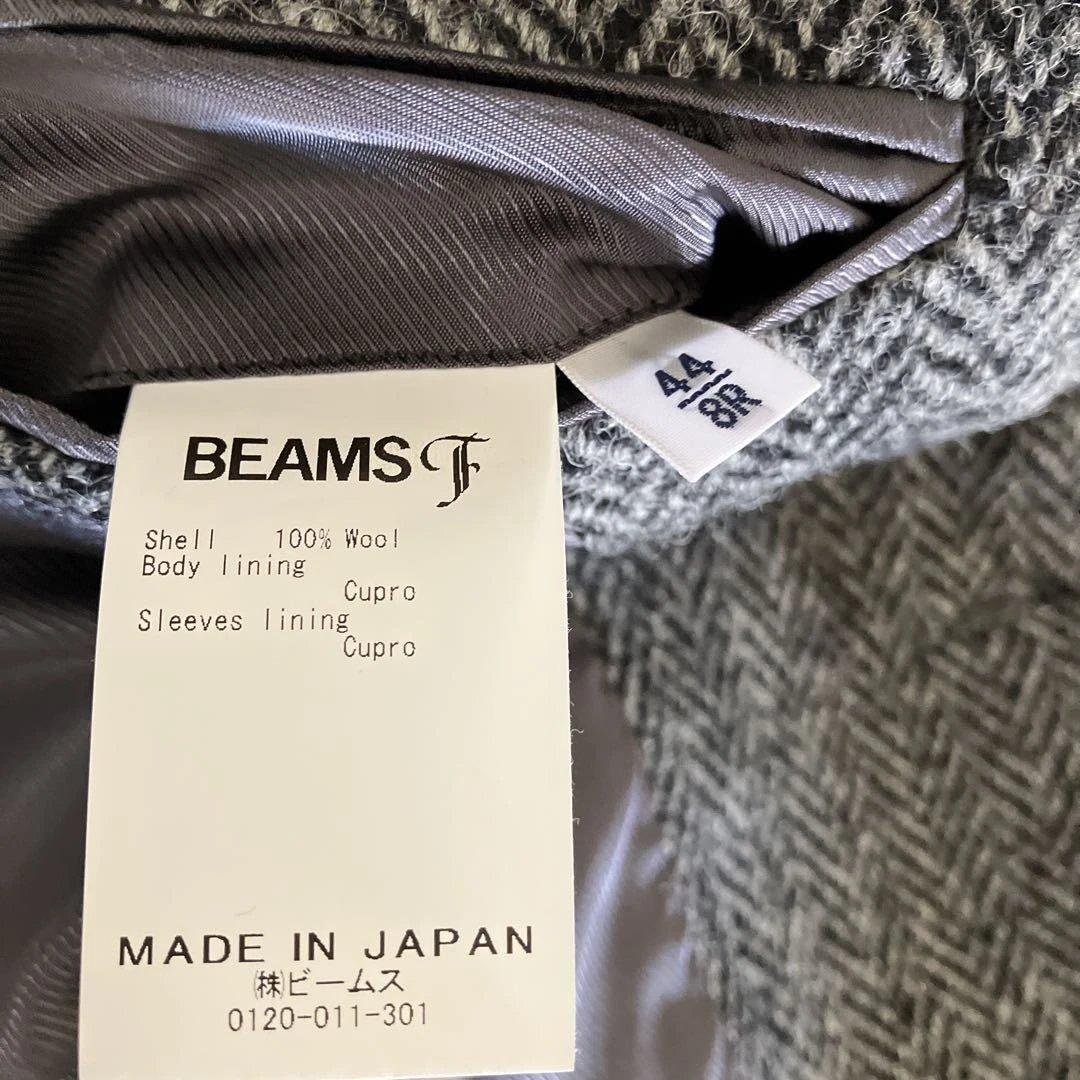 44
8R
BEAMS F
Shell 100% Wool
Body lining
Cupro
Sleeves lining
Cupro
MADE IN JAPAN
㈱ビームス
0120-011-301